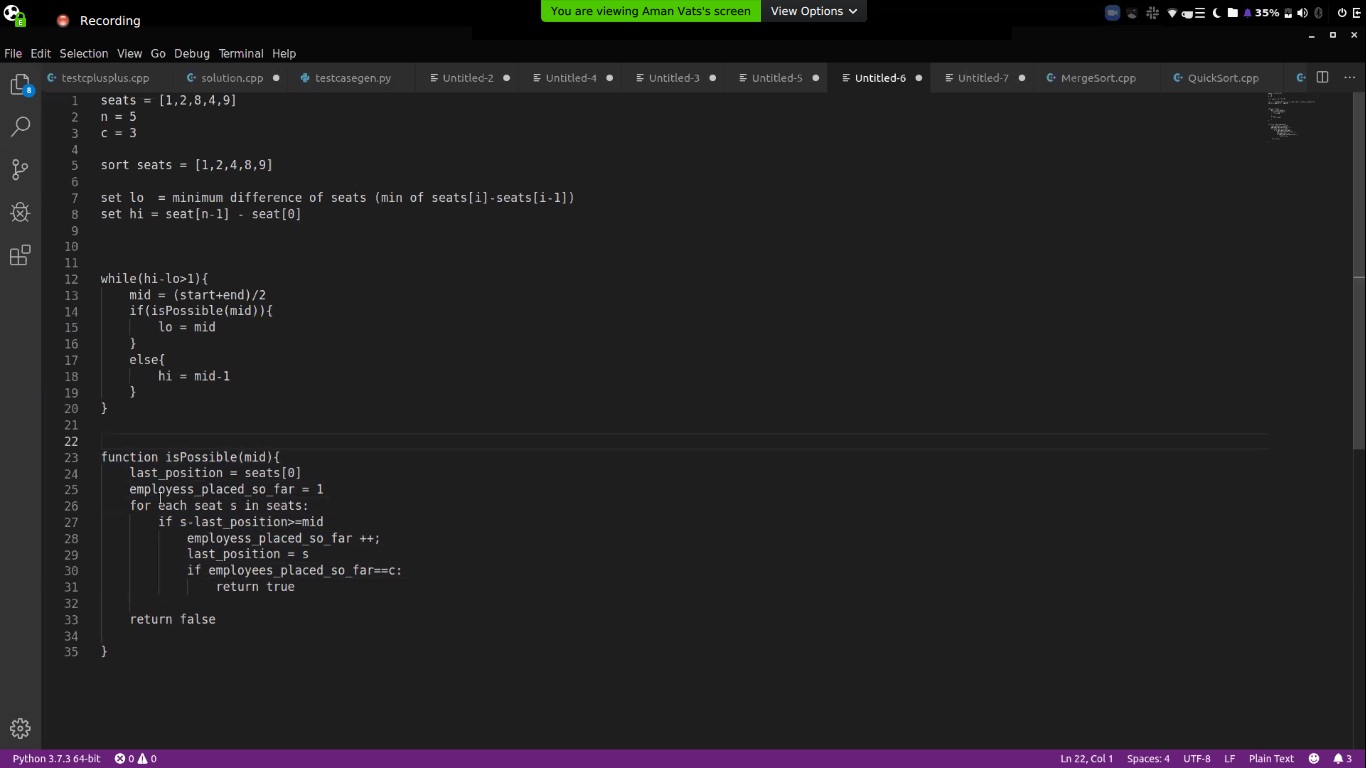 Recording
You are viewing Aman Vats's screen
View Options
35%
File Edit Selection View Go Debug Terminal Help
testcplusplus.cpp solution.cpp testcasegen.py Untitled-2 Untitled-4 Untitled-3 Untitled-5 Untitled-6 Untitled-7 MergeSort.cpp QuickSort.cpp
8
1 seats = [1,2,8,4,9]
2 n = 5
3 c = 3
4
5 sort seats = [1,2,4,8,9]
6
7 set lo  = minimum difference of seats (min of seats[i]-seats[i-1])
8 set hi = seat[n-1] - seat[0]
9
10
11
12 while(hi-lo>1){
13     mid = (start+end)/2
14     if(isPossible(mid)){
15         lo = mid
16     }
17     else{
18         hi = mid-1
19     }
20 }
21
22
23 function isPossible(mid){
24     last_position = seats[0]
25     employess_placed_so_far = 1
26     for each seat s in seats:
27         if s-last_position>=mid
28             employess_placed_so_far ++;
29             last_position = s
30             if employees_placed_so_far==c:
31                 return true
32
33     return false
34
35 }
Python 3.7.3 64-bit 0 0 Ln 22, Col 1 Spaces: 4 UTF-8 LF Plain Text 3